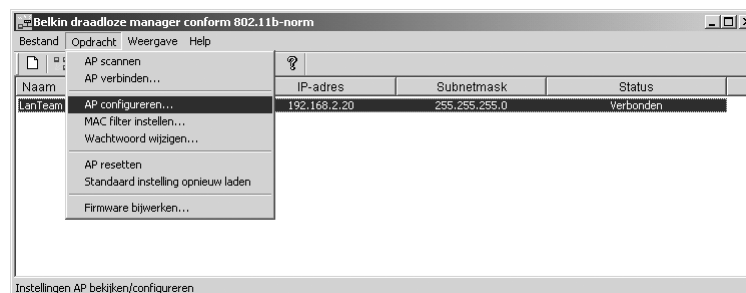 Belkin draadloze manager conform 802.11b-norm
Bestand Opdracht Weergave Help
AP scannen
AP verbinden...
AP configureren...
MAC filter instellen...
Wachtwoord wijzigen...
AP resetten
Standaard instelling opnieuw laden
Firmware bijwerken...
Naam IP-adres Subnetmask Status
LanTeam 192.168.2.20 255.255.255.0 Verbonden
Instellingen AP bekijken/configureren